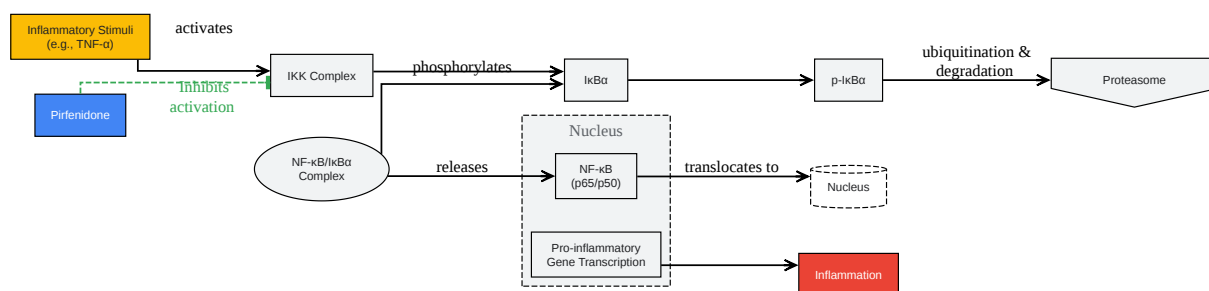 Inflammatory Stimuli
(e.g., TNF-α)
activates
IKK Complex
phosphorylates
IκBα
p-IκBα
ubiquitination &
degradation
Proteasome
Inhibits
activation
Pirfenidone
NF-κB/IκBα
Complex
releases
Nucleus
NF-κB
(p65/p50)
translocates to
Nucleus
Pro-inflammatory
Gene Transcription
Inflammation